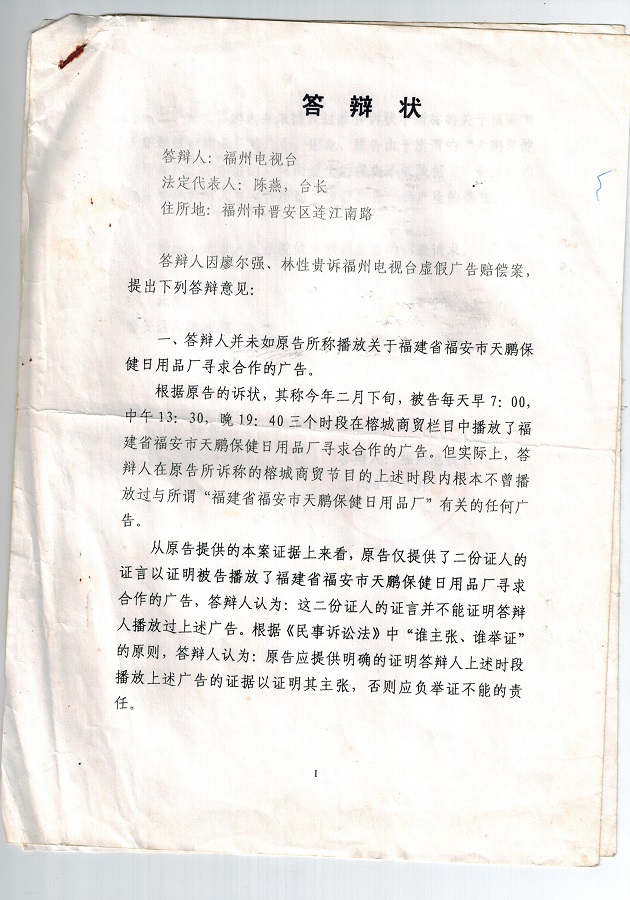 答辩状
答辩人：福州电视台
法定代表人：陈燕，台长
住所地：福州市晋安区连江南路
答辩人因廖尔强、林性贵诉福州电视台虚假广告赔偿案，
提出下列答辩意见：
一、答辩人并未如原告所称播放关于福建省福安市天鹏保
健日用品厂寻求合作的广告。
根据原告的诉状，其称今年二月下旬，被告每天早7：00，
中午13：30，晚19：40三个时段在榕城商贸栏目中播放了福
建省福安市天鹏保健日用品厂寻求合作的广告。但实际上，答
辩人在原告所诉称的榕城商贸节目的上述时段内根本不曾播
放过与所谓“福建省福安市天鹏保健日用品厂”有关的任何广
告。
从原告提供的本案证据上来看，原告仅提供了二份证人的
证言以证明被告播放了福建省福安市天鹏保健日用品厂寻求
合作的广告，答辩人认为：这二份证人的证言并不能证明答辩
人播放过上述广告。根据《民事诉讼法》中“谁主张、谁举证”
的原则，答辩人认为：原告应提供明确的证明答辩人上述时段
播放上述广告的证据以证明其主张，否则应负举证不能的责
任。
1